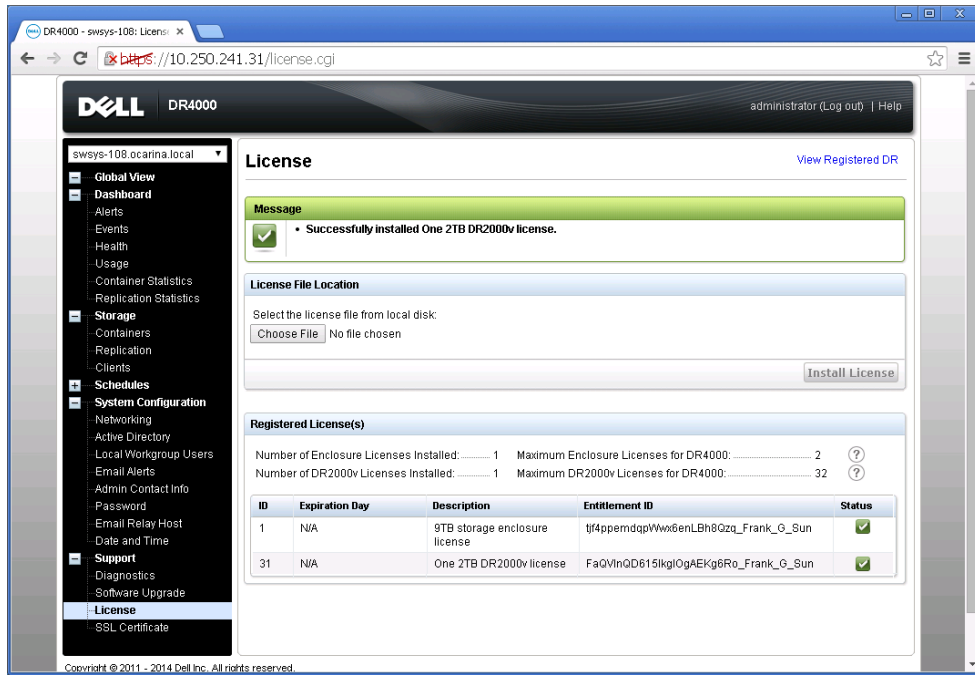 DR4000 - swsys-108: License
https://10.250.241.31/license.cgi
DELL DR4000
administrator (Log out) | Help
swsys-108.ocarina.local
Global View
Dashboard
Alerts
Events
Health
Usage
Container Statistics
Replication Statistics
Storage
Containers
Replication
Clients
Schedules
System Configuration
Networking
Active Directory
Local Workgroup Users
Email Alerts
Admin Contact Info
Password
Email Relay Host
Date and Time
Support
Diagnostics
Software Upgrade
License
SSL Certificate
License
View Registered DR
Message
• Successfully installed One 2TB DR2000v license.
License File Location
Select the license file from local disk:
Choose File No file chosen
Install License
Registered License(s)
Number of Enclosure Licenses Installed: 1 Maximum Enclosure Licenses for DR4000: 2 ?
Number of DR2000v Licenses Installed: 1 Maximum DR2000v Licenses for DR4000: 32 ?
ID Expiration Day Description Entitlement ID Status
1 N/A 9TB storage enclosure license
31 N/A One 2TB DR2000v license
Copyright © 2011 - 2014 Dell Inc. All rights reserved.